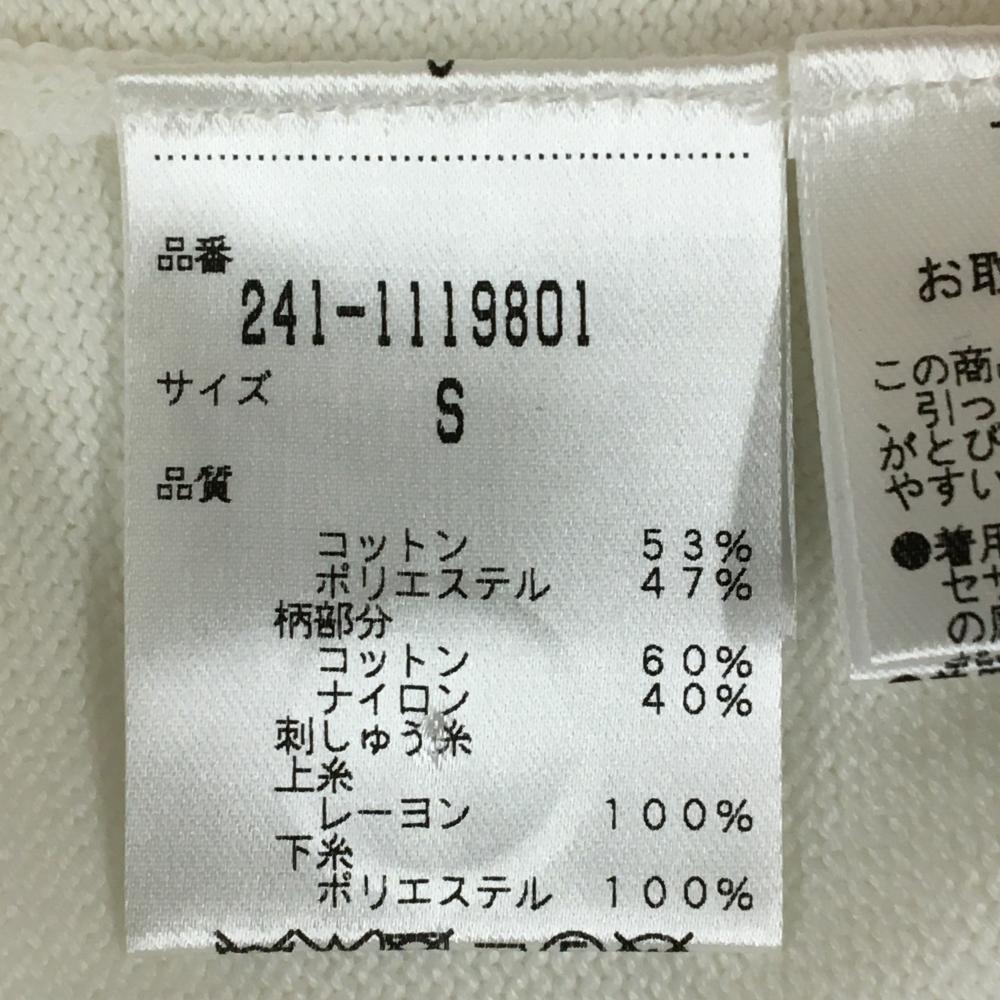 品番
241-1119801
サイズ S
品質
コットン 53%
ポリエステル 47%
柄部分
コットン 60%
ナイロン 40%
刺しゅう糸
上糸
レーヨン 100%
下糸
ポリエステル 100%
お取
この商
、引っ
がとび
やすい
●着用
セサ
の